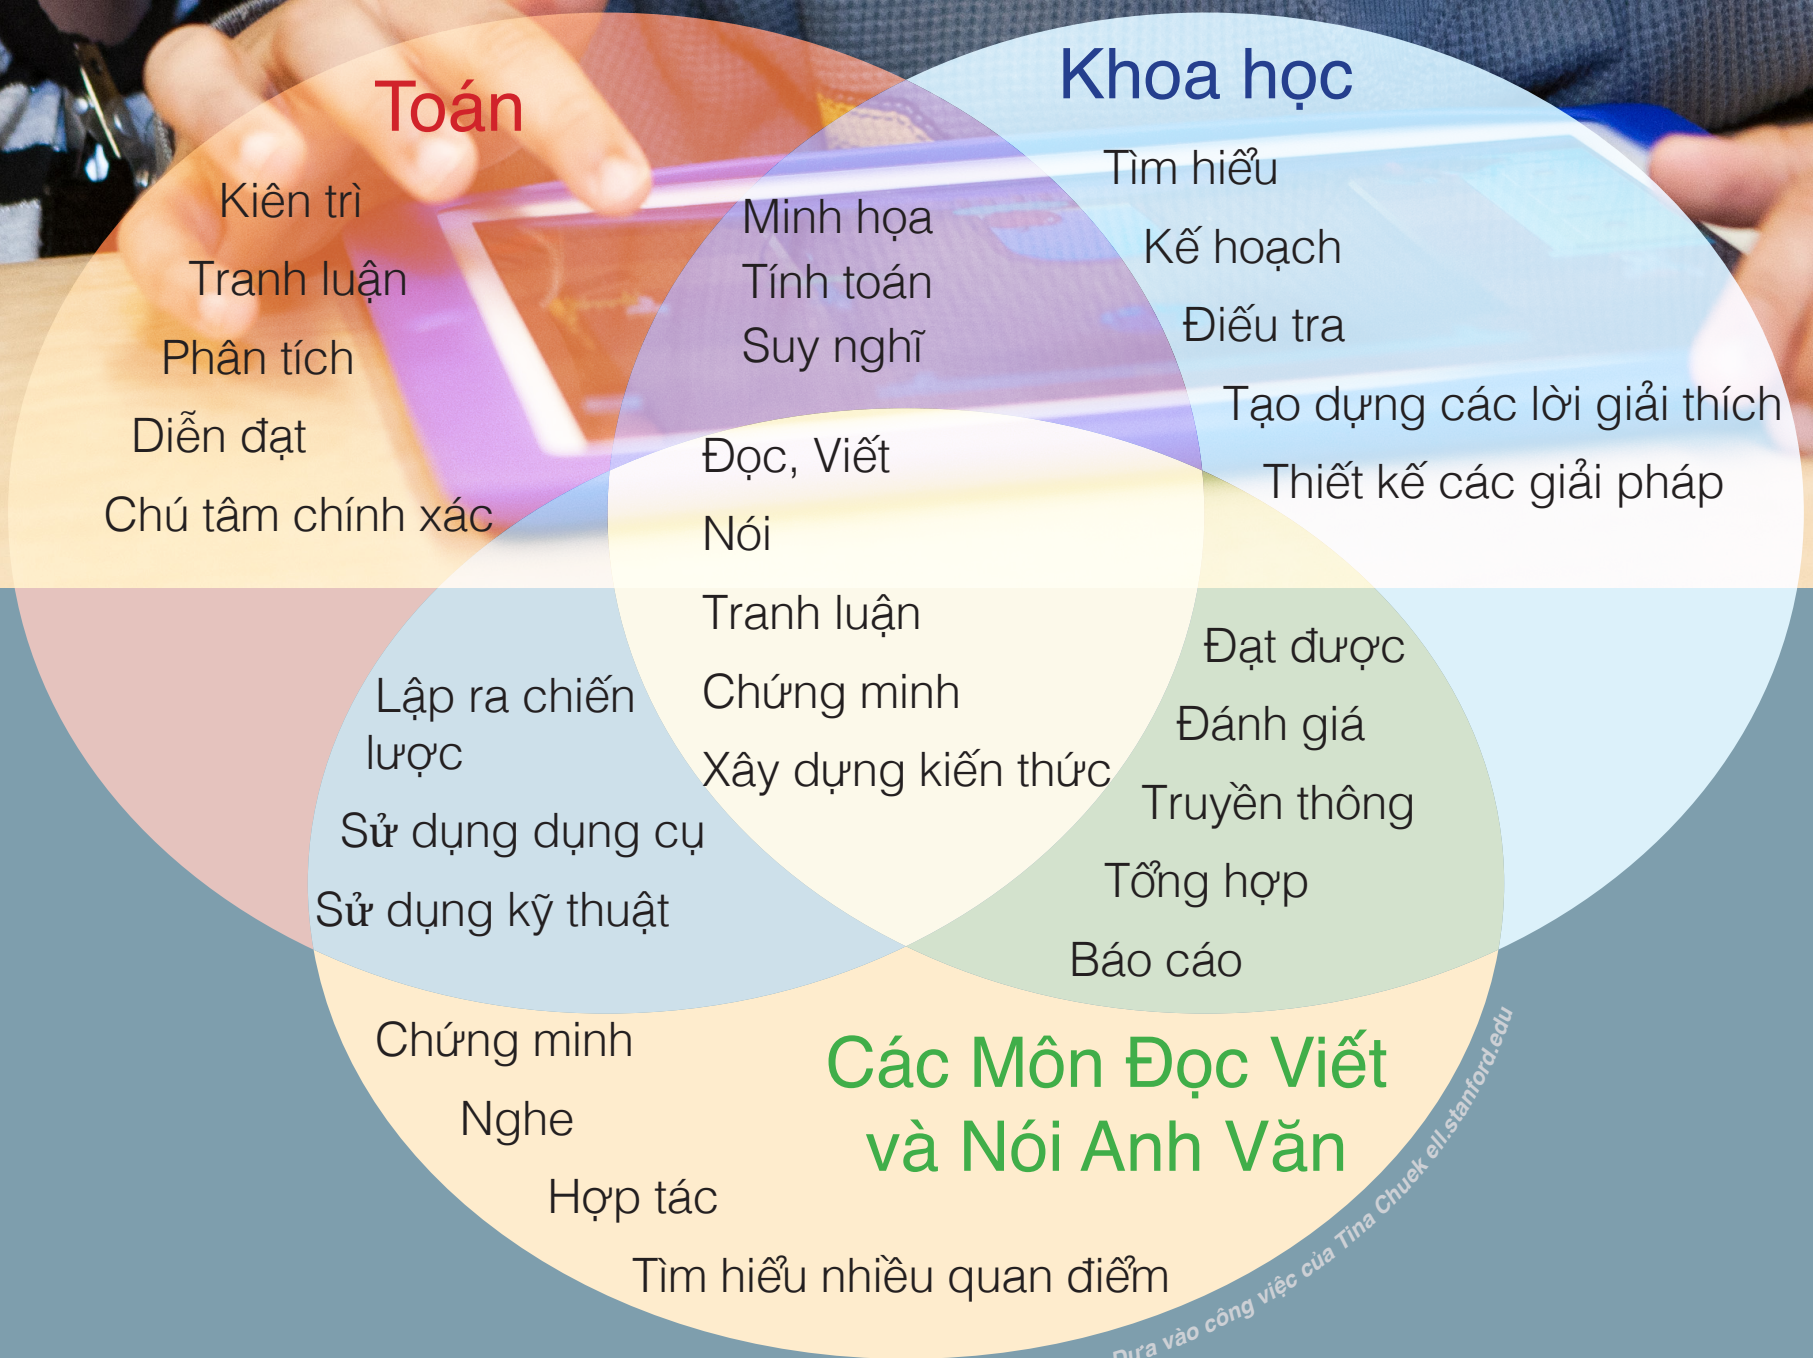 Toán
Kiên trì
Tranh luận
Phân tích
Diễn đạt
Chú tâm chính xác
Khoa học
Tìm hiểu
Kế hoạch
Điếu tra
Tạo dựng các lời giải thích
Thiết kế các giải pháp
Minh họa
Tính toán
Suy nghĩ
Đọc, Viết
Nói
Tranh luận
Chứng minh
Xây dựng kiến thức
Lập ra chiến
lược
Sử dụng dụng cụ
Sử dụng kỹ thuật
Đạt được
Đánh giá
Truyền thông
Tổng hợp
Báo cáo
Chứng minh
Nghe
Hợp tác
Tìm hiểu nhiều quan điểm
Các Môn Đọc Viết
và Nói Anh Văn
Dựa vào công việc của Tina Chuek ell.stanford.edu